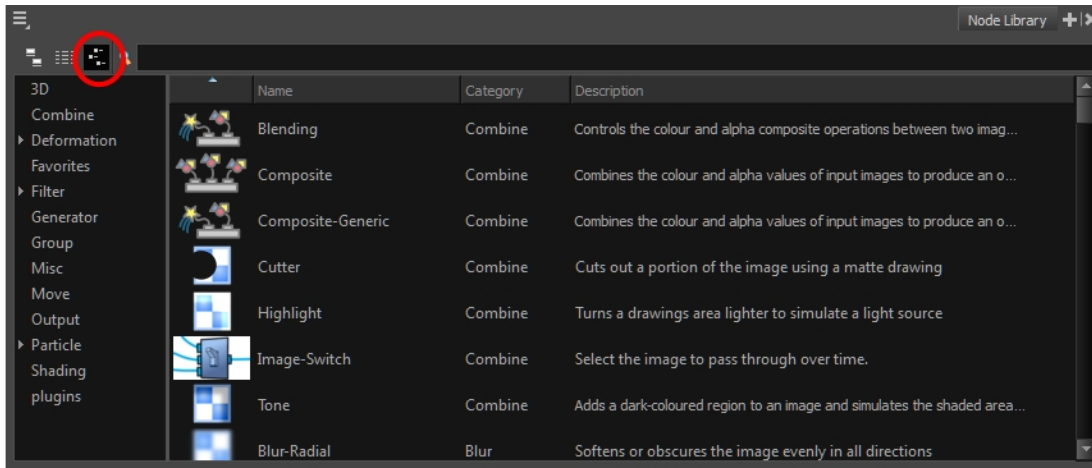 Node Library
3D
Combine
Deformation
Favorites
Filter
Generator
Group
Misc
Move
Output
Particle
Shading
plugins
Name Category Description
Blending Combine Controls the colour and alpha composite operations between two imag...
Composite Combine Combines the colour and alpha values of input images to produce an o...
Composite-Generic Combine Combines the colour and alpha values of input images to produce an o...
Cutter Combine Cuts out a portion of the image using a matte drawing
Highlight Combine Turns a drawings area lighter to simulate a light source
Image-Switch Combine Select the image to pass through over time.
Tone Combine Adds a dark-coloured region to an image and simulates the shaded area...
Blur-Radial Blur Softens or obscures the image evenly in all directions